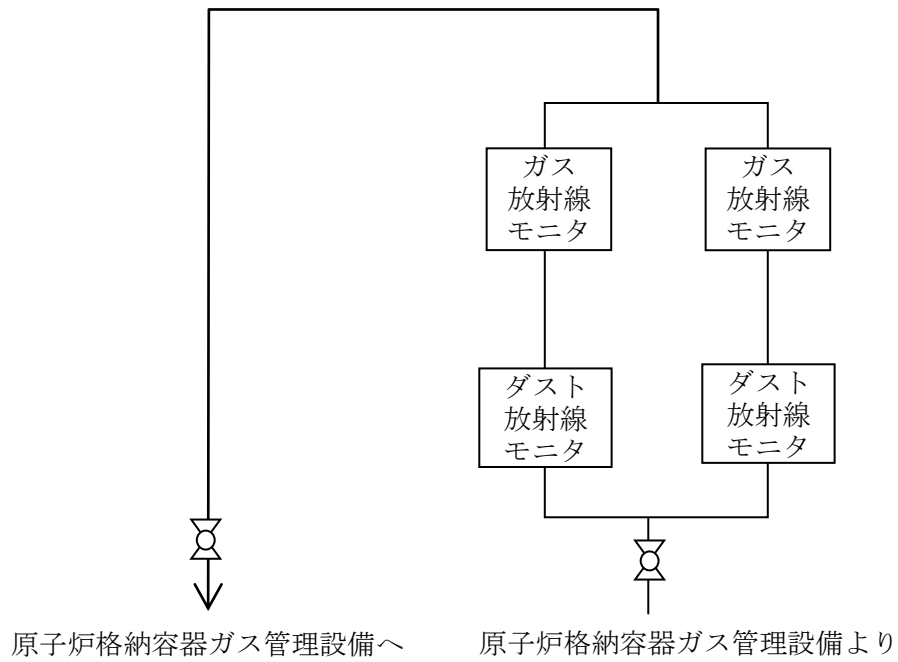 ガス
放射線
モニタ
ガス
放射線
モニタ
ダスト
放射線
モニタ
ダスト
放射線
モニタ
原子炉格納容器ガス管理設備へ
原子炉格納容器ガス管理設備より